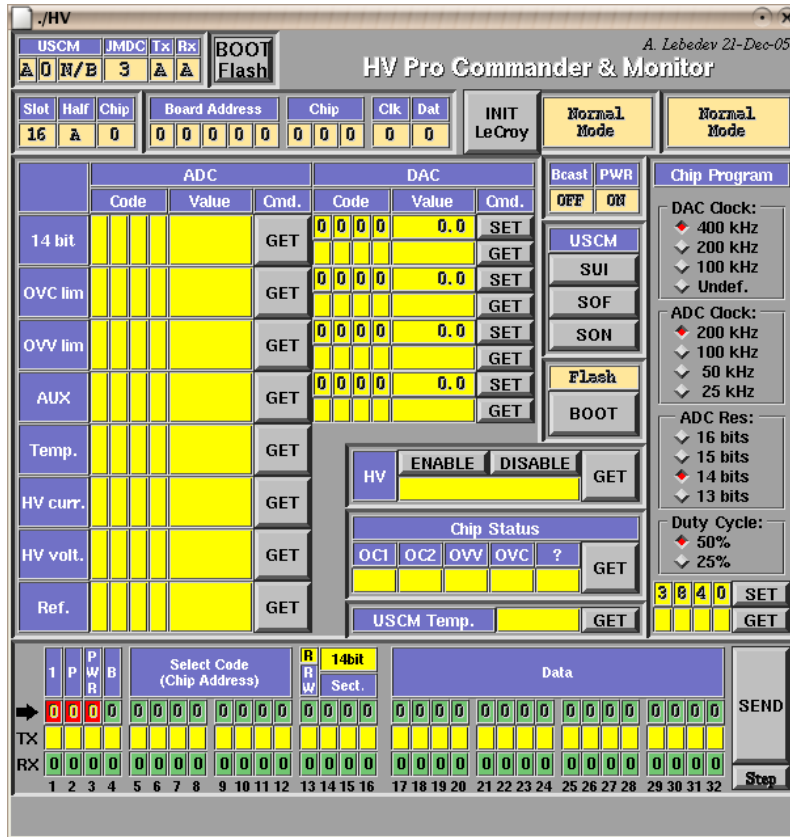 ./HV
USCM JMDC Tx Rx
A 0 N/B 3 A A
BOOT
Flash
A. Lebedev 21-Dec-05
HV Pro Commander & Monitor
Slot Half Chip Board Address Chip Clk Dat
16 A 0 0 0 0 0 0 0 0 0 0 0
INIT
LeCroy
Normal
Mode
Normal
Mode
ADC DAC
Code Value Cmd. Code Value Cmd.
14 bit GET 0 0 0 0 0.0 SET
GET
OVC lim GET 0 0 0 0 0.0 SET
GET
OVV lim GET 0 0 0 0 0.0 SET
GET
AUX GET 0 0 0 0 0.0 SET
GET
Temp. GET
HV curr. GET
HV volt. GET
Ref. GET
Bcast PWR
OFF ON
USCM
SUI
SOF
SON
Flash
BOOT
HV ENABLE DISABLE GET
Chip Status
OC1 OC2 OVV OVC ?
GET
USCM Temp. GET
Chip Program
DAC Clock:
400 kHz
200 kHz
100 kHz
Undef.
ADC Clock:
200 kHz
100 kHz
50 kHz
25 kHz
ADC Res:
16 bits
15 bits
14 bits
13 bits
Duty Cycle:
50%
25%
3 8 4 0 SET
GET
1 P PWR B
Select Code
(Chip Address)
R
R
W
14bit
Sect.
Data
0 0 0 0 0 0 0 0 0 0 0 0 0 0 0 0 0 0 0 0 0 0 0 0 0 0 0 0 0 0 0 0
TX
RX 0 0 0 0 0 0 0 0 0 0 0 0 0 0 0 0 0 0 0 0 0 0 0 0 0 0 0 0 0 0 0 0
1 2 3 4 5 6 7 8 9 10 11 12 13 14 15 16 17 18 19 20 21 22 23 24 25 26 27 28 29 30 31 32
SEND
Step